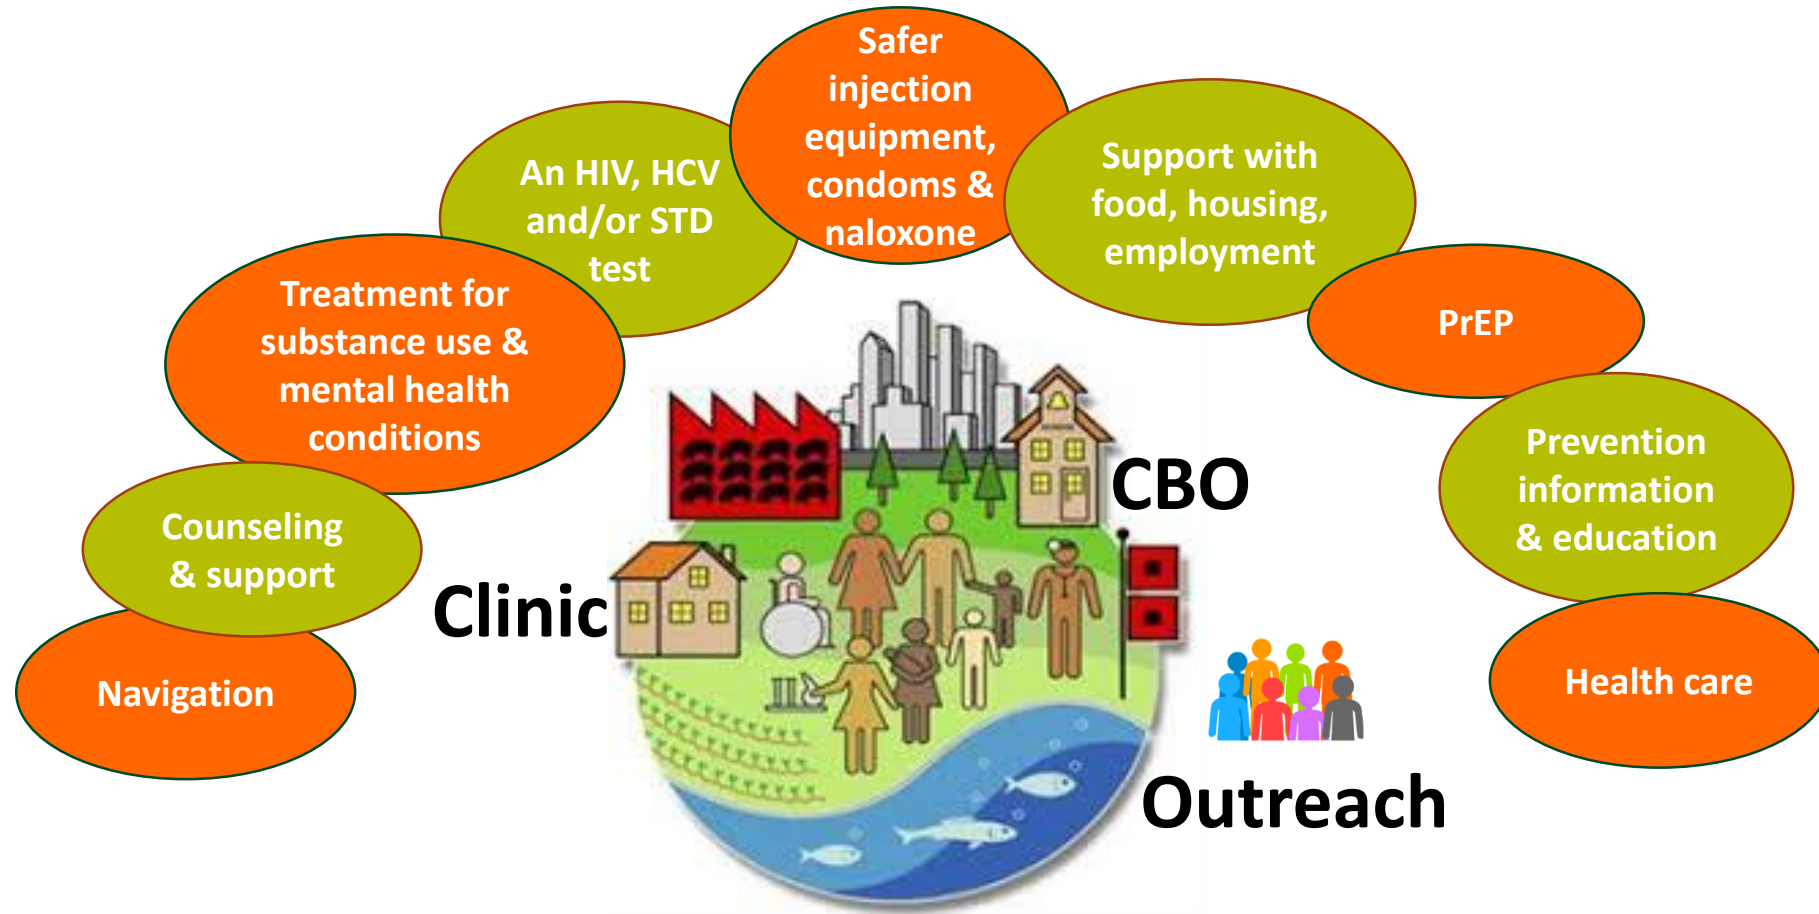 Safer
injection
equipment,
condoms &
naloxone
An HIV, HCV
and/or STD
test
Support with
food, housing,
employment
Treatment for
substance use &
mental health
conditions
PrEP
Counseling
& support
Prevention
information
& education
Navigation
Health care
CBO
Clinic
Outreach